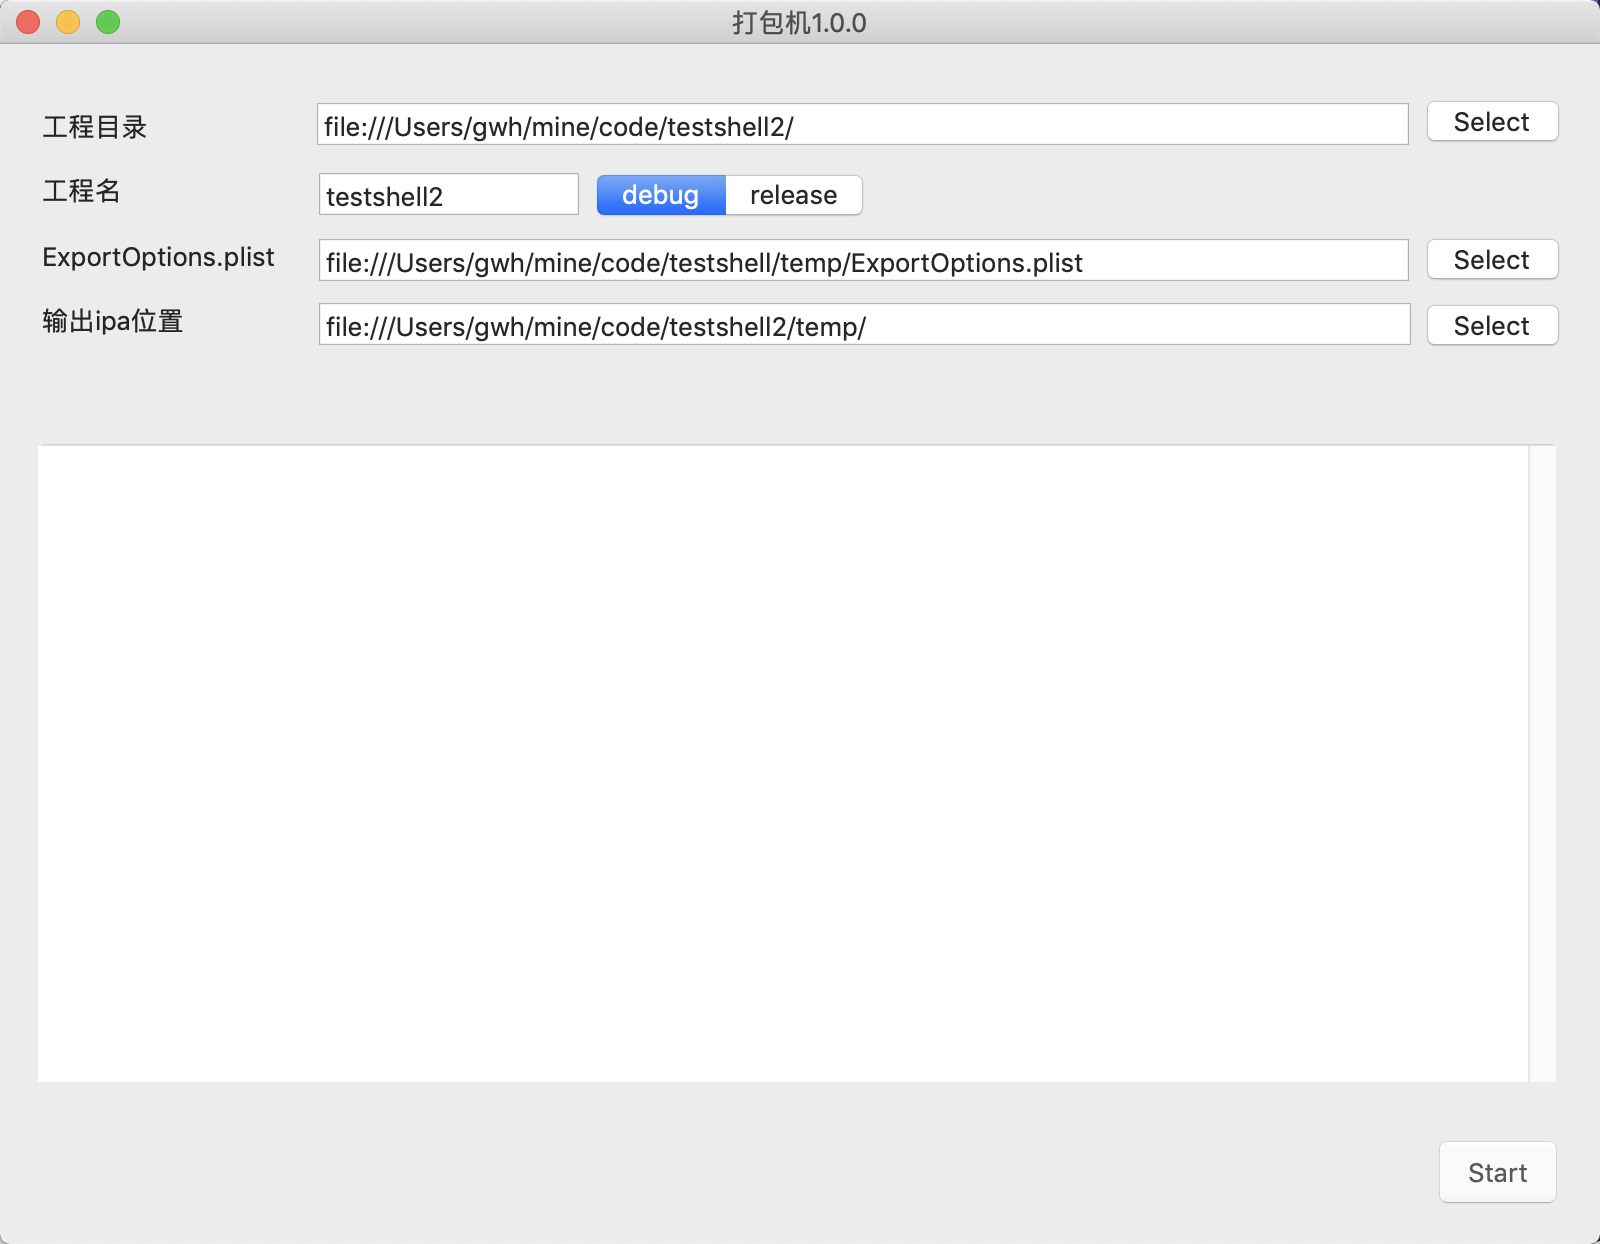 打包机1.0.0
工程目录 file:///Users/gwh/mine/code/testshell2/ Select
工程名 testshell2 debug release
ExportOptions.plist file:///Users/gwh/mine/code/testshell/temp/ExportOptions.plist Select
输出ipa位置 file:///Users/gwh/mine/code/testshell2/temp/ Select
Start